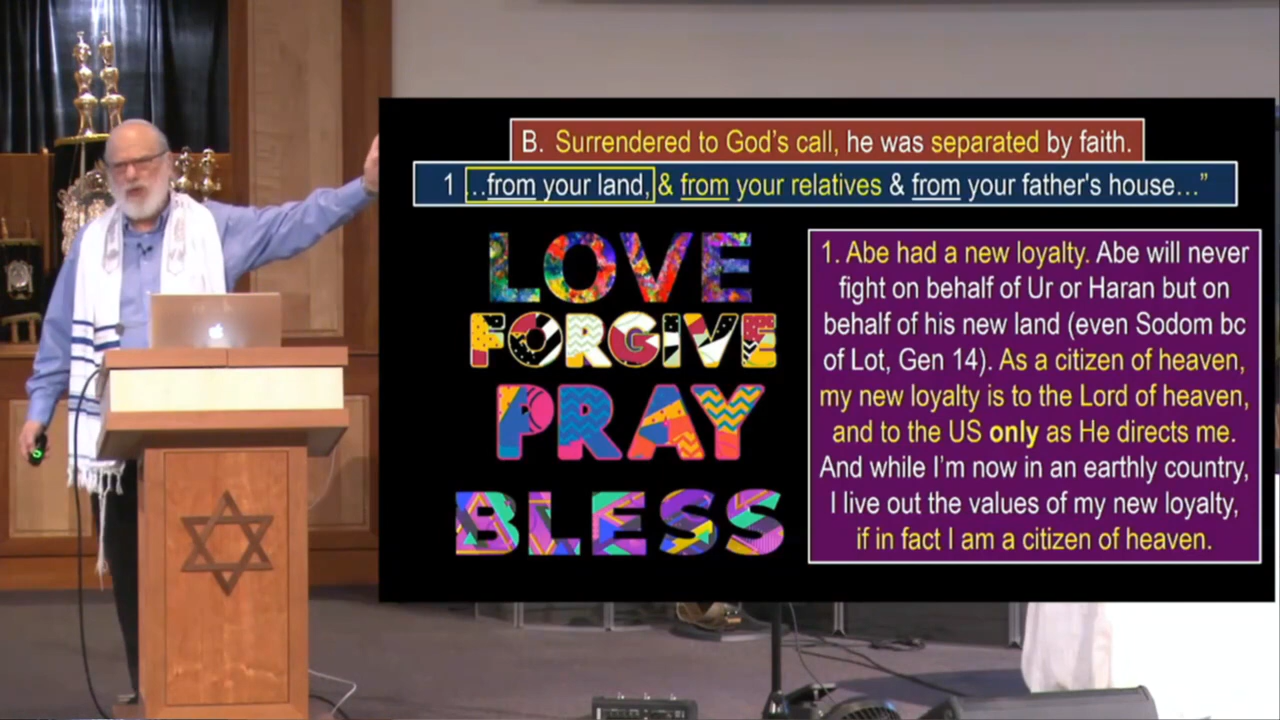 B. Surrendered to God's call, he was separated by faith.
1 …from your land, & from your relatives & from your father's house…"
LOVE
FORGIVE
PRAY
BLESS
1. Abe had a new loyalty. Abe will never
fight on behalf of Ur or Haran but on
behalf of his new land (even Sodom bc
of Lot, Gen 14). As a citizen of heaven,
my new loyalty is to the Lord of heaven,
and to the US only as He directs me.
And while I'm now in an earthly country,
I live out the values of my new loyalty,
if in fact I am a citizen of heaven.